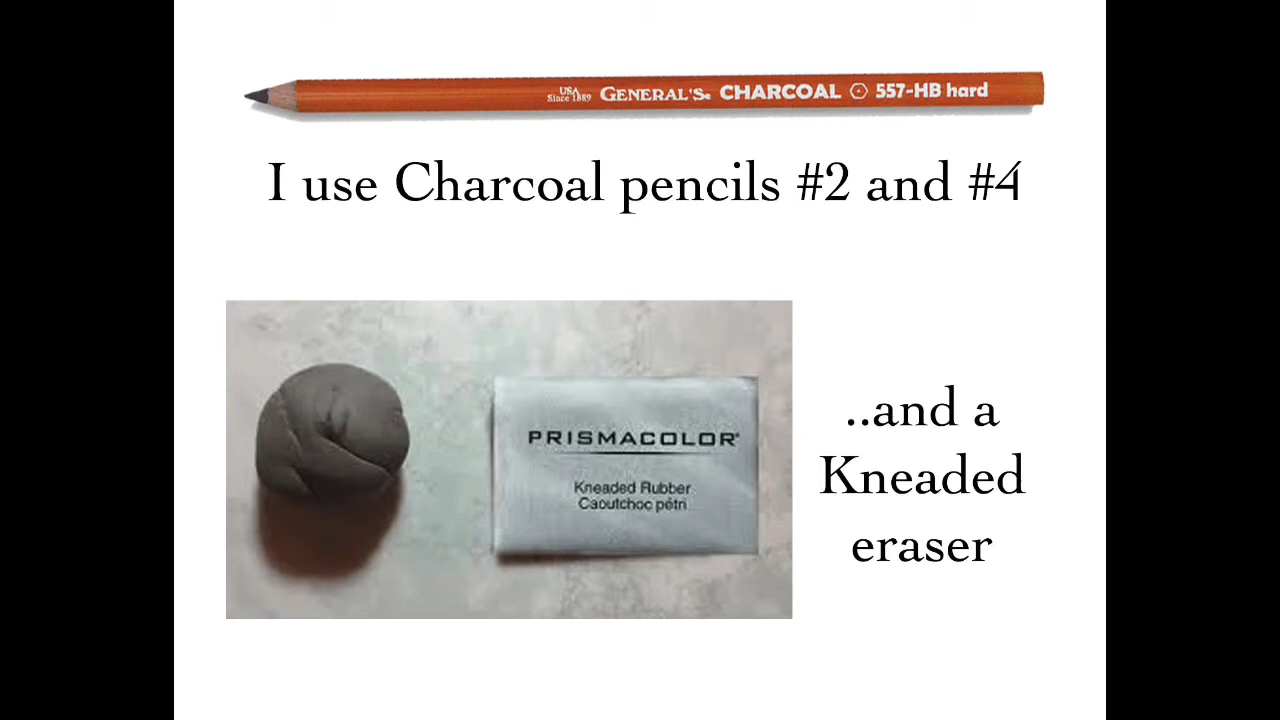 USA
Since 1889
GENERAL'S® CHARCOAL 557-HB hard
I use Charcoal pencils #2 and #4
PRISMACOLOR®
Kneaded Rubber
Caoutchoc pétri
..and a
Kneaded
eraser